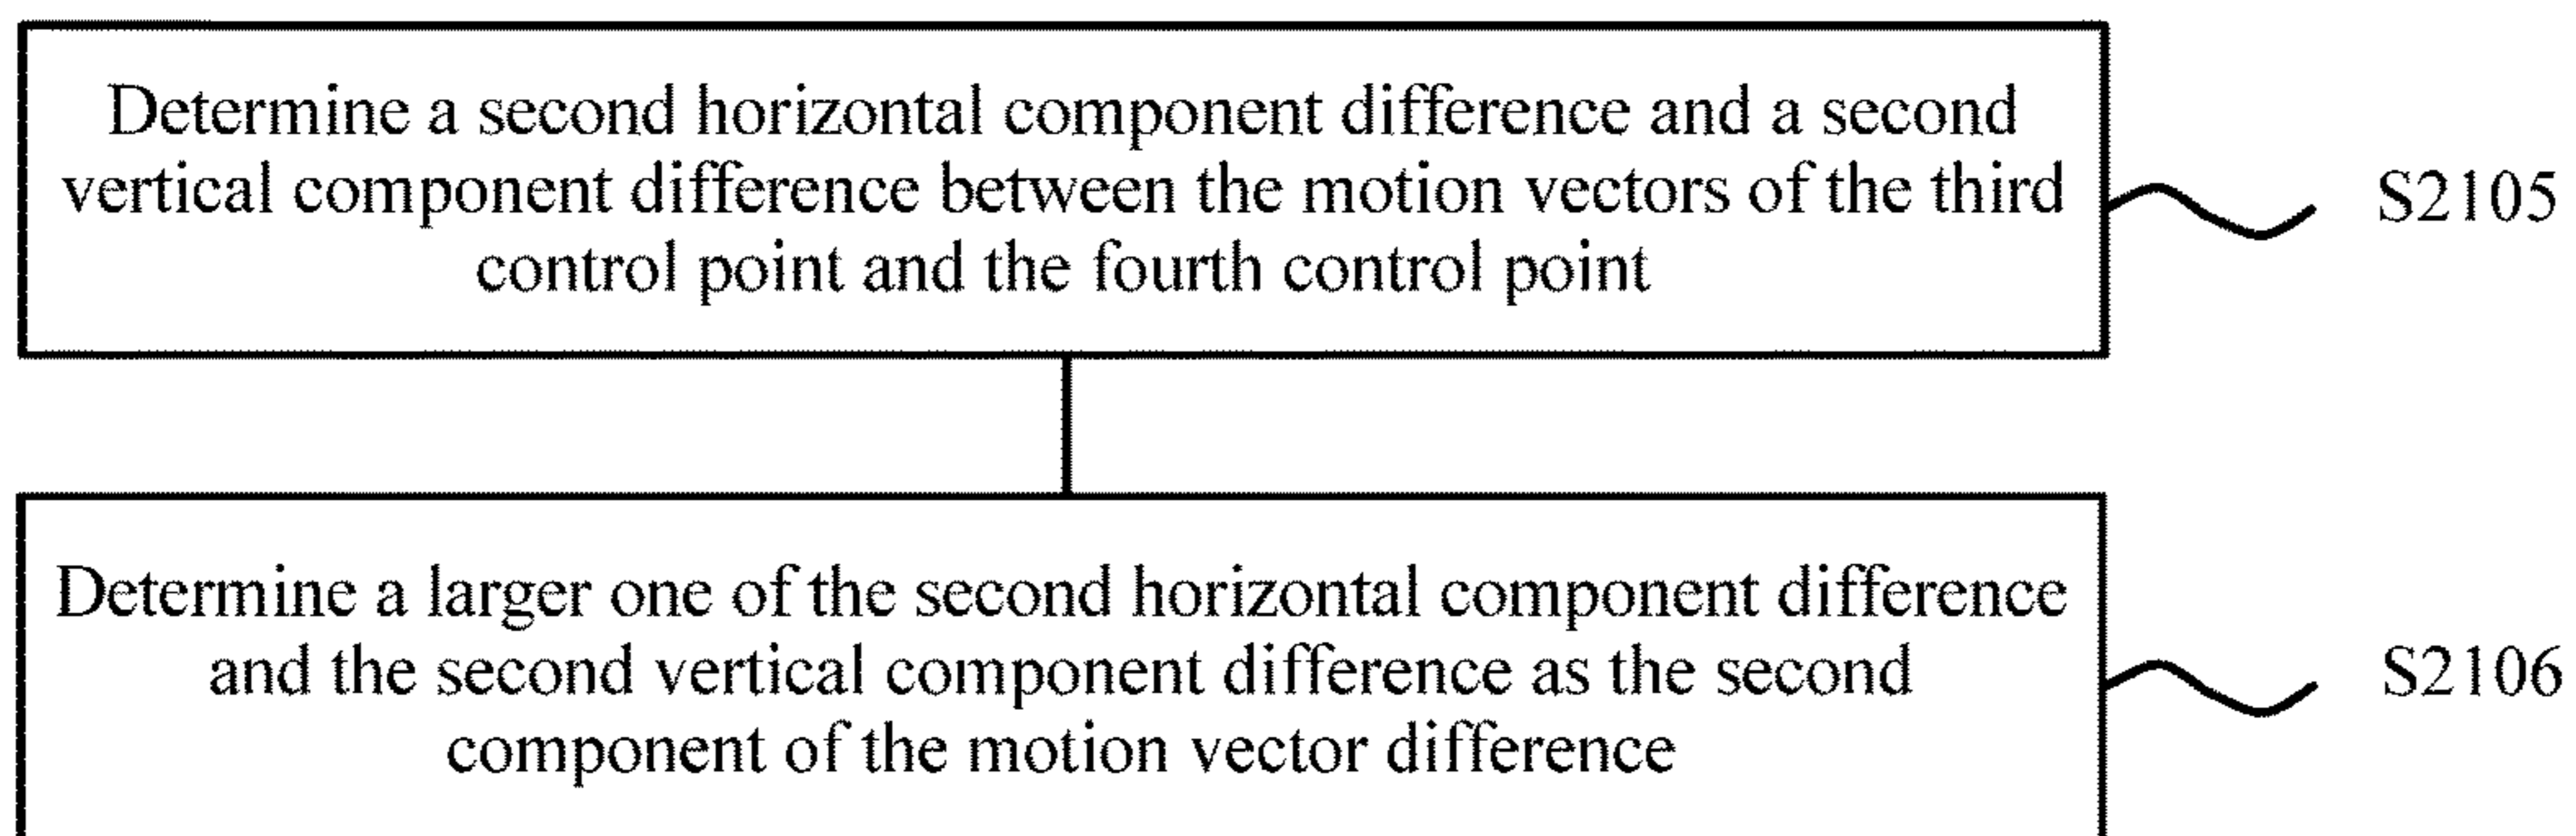 Determine a second horizontal component difference and a second
vertical component difference between the motion vectors of the third
control point and the fourth control point
S2105
Determine a larger one of the second horizontal component difference
and the second vertical component difference as the second
component of the motion vector difference
S2106